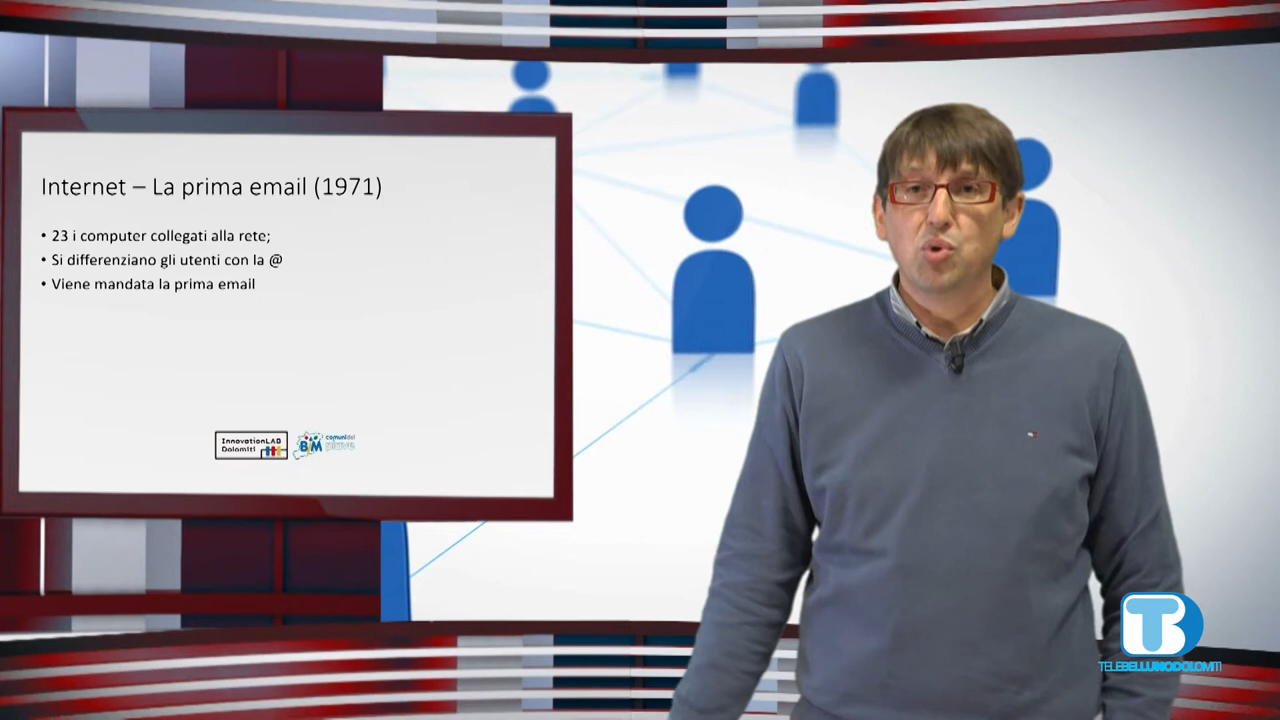 Internet – La prima email (1971)
• 23 i computer collegati alla rete;
• Si differenziano gli utenti con la @
• Viene mandata la prima email
InnovationLAB
Dolomiti
BIM
comuni del
piave
TB
TELEBELLUNODOLOMITI